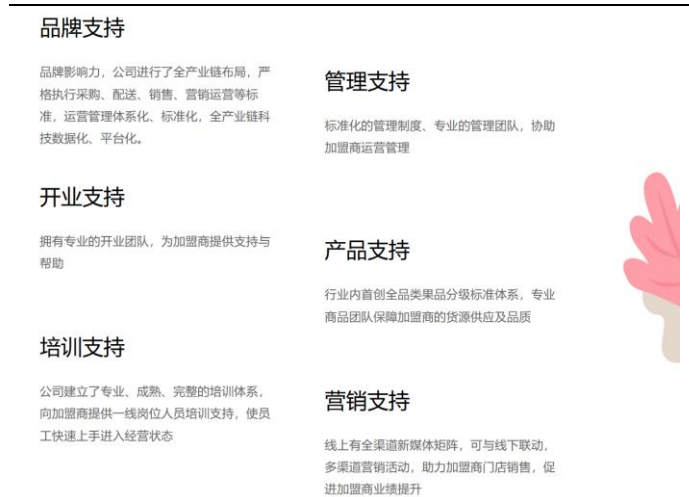 品牌支持
品牌影响力，公司进行了全产业链布局，严
格执行采购、配送、销售、营销运营等标
准，运营管理体系化、标准化，全产业链科
技数据化、平台化。
开业支持
拥有专业的开业团队，为加盟商提供支持与
帮助
培训支持
公司建立了专业、成熟、完整的培训体系，
向加盟商提供一线岗位人员培训支持，使员
工快速上手进入经营状态
管理支持
标准化的管理制度、专业的管理团队，协助
加盟商运营管理
产品支持
行业内首创全品类果品分级标准体系，专业
商品团队保障加盟商的货源供应及品质
营销支持
线上有全渠道新媒体矩阵，可与线下联动，
多渠道营销活动，助力加盟商门店销售，促
进加盟商业绩提升